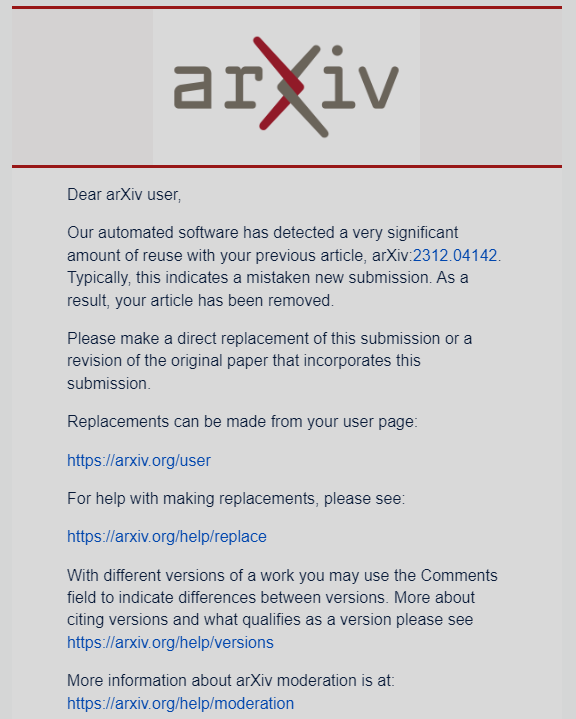 arXiv
Dear arXiv user,
Our automated software has detected a very significant
amount of reuse with your previous article, arXiv:2312.04142.
Typically, this indicates a mistaken new submission. As a
result, your article has been removed.
Please make a direct replacement of this submission or a
revision of the original paper that incorporates this
submission.
Replacements can be made from your user page:
https://arxiv.org/user
For help with making replacements, please see:
https://arxiv.org/help/replace
With different versions of a work you may use the Comments
field to indicate differences between versions. More about
citing versions and what qualifies as a version please see
https://arxiv.org/help/versions
More information about arXiv moderation is at:
https://arxiv.org/help/moderation